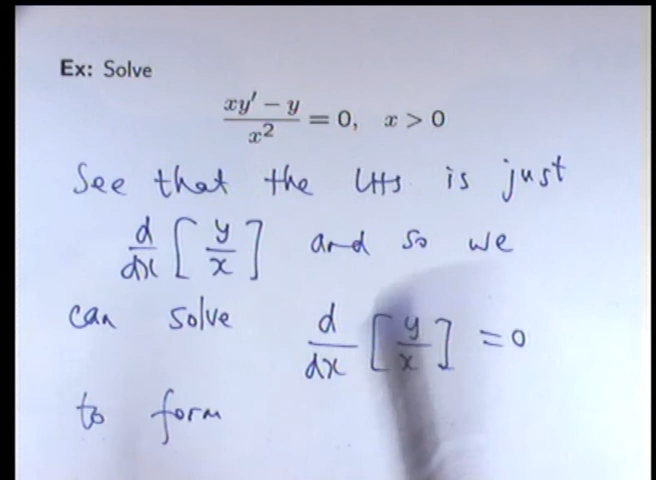 Ex: Solve
xy′ − y / x² = 0, x > 0
See that the LHS is just
d/dx [y/x] and so we
can solve d/dx [y/x] = 0
to form